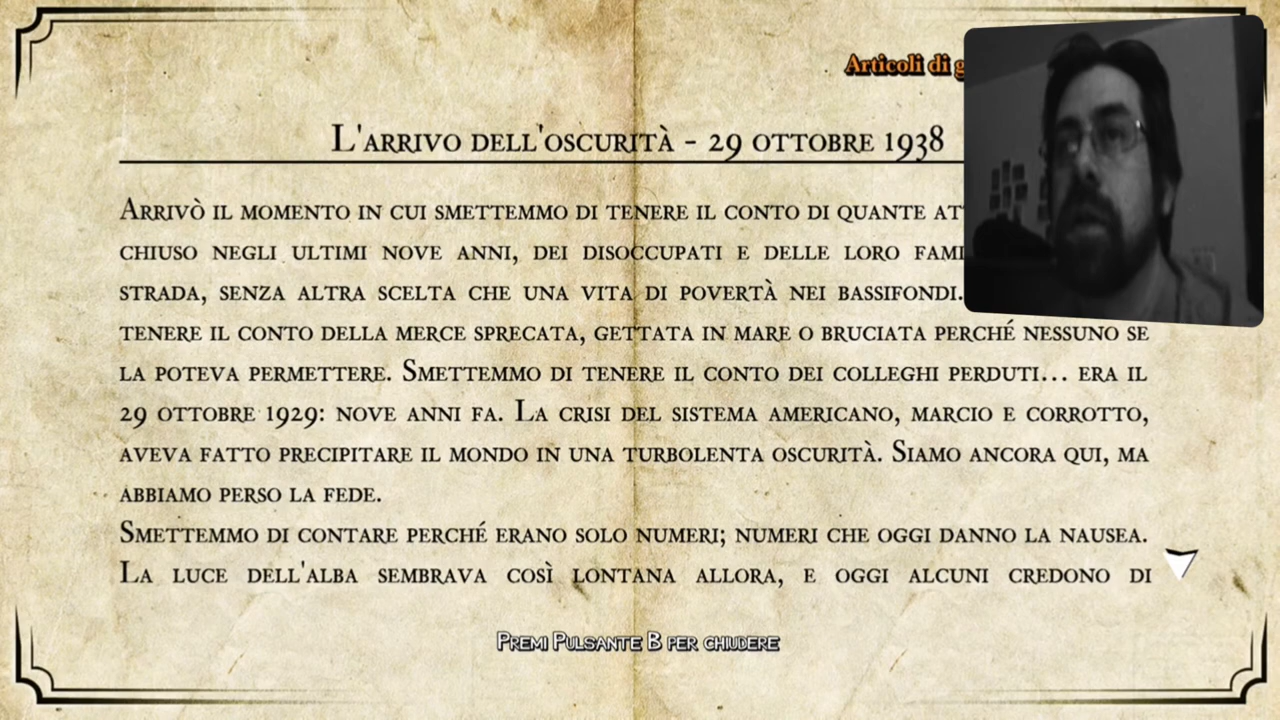 Articoli di
L'arrivo dell'oscurità - 29 ottobre 1938
Arrivò il momento in cui smettemmo di tenere il conto di quante
chiuso negli ultimi nove anni, dei disoccupati e delle loro
strada, senza altra scelta che una vita di povertà nei bassifondi.
tenere il conto della merce sprecata, gettata in mare o bruciata perché nessuno se
la poteva permettere. Smettemmo di tenere il conto dei colleghi perduti... era il
29 ottobre 1929: nove anni fa. La crisi del sistema americano, marcio e corrotto,
aveva fatto precipitare il mondo in una turbolenta oscurità. Siamo ancora qui, ma
abbiamo perso la fede.
Smettemmo di contare perché erano solo numeri; numeri che oggi danno la nausea.
La luce dell'alba sembrava così lontana allora, e oggi alcuni credono di
Premi Pulsante B per chiudere